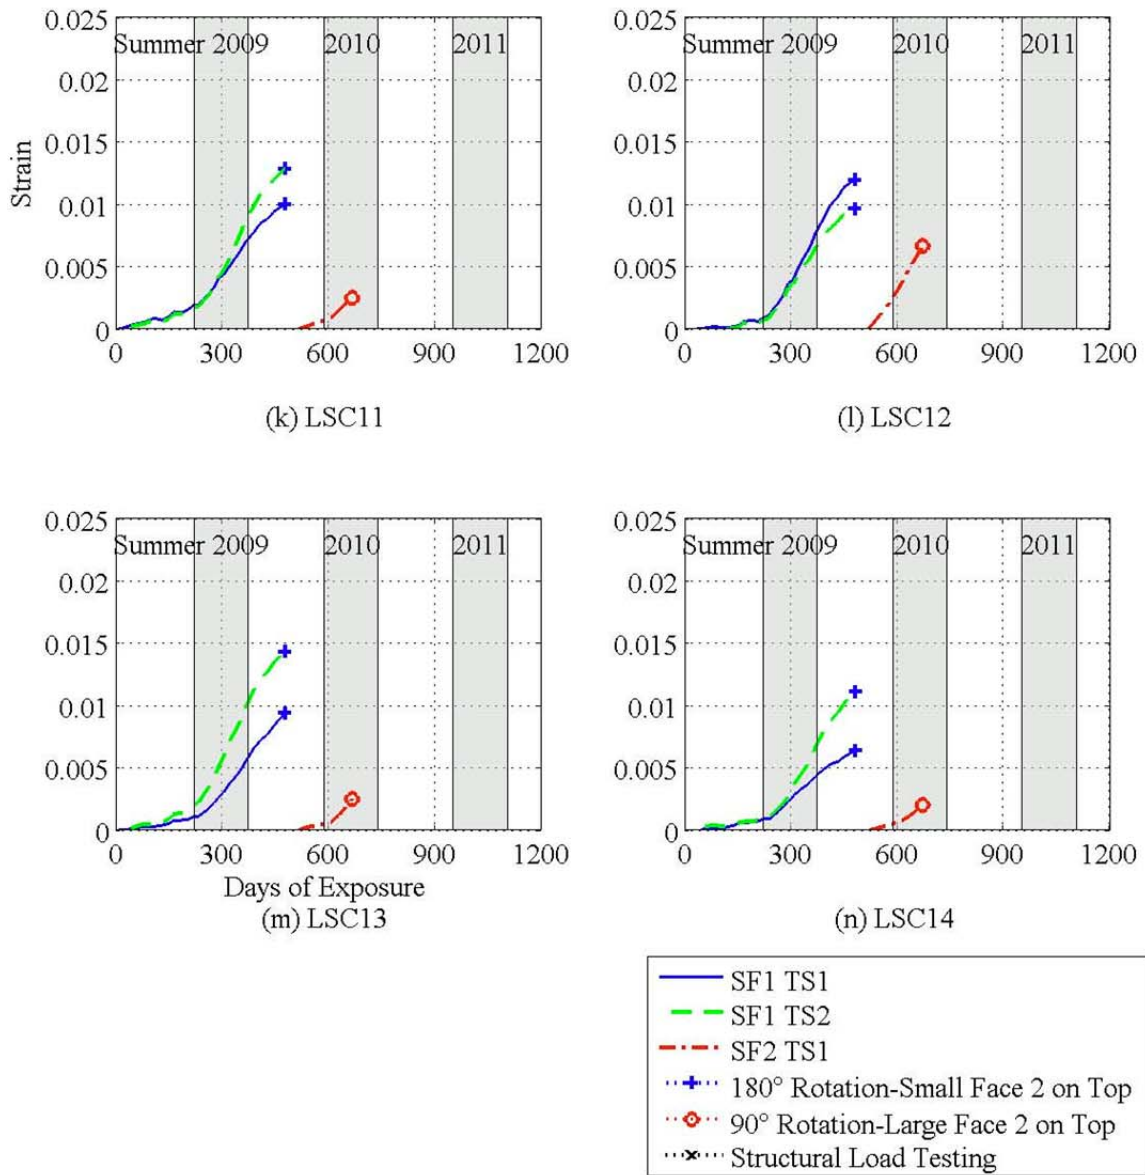 Summer 2009 2010 2011
0.025
0.02
0.015
0.01
0.005
0
0 300 600 900 1200
Strain
(k) LSC11
Summer 2009 2010 2011
0.025
0.02
0.015
0.01
0.005
0
0 300 600 900 1200
(l) LSC12
Summer 2009 2010 2011
0.025
0.02
0.015
0.01
0.005
0
0 300 600 900 1200
Days of Exposure
(m) LSC13
Summer 2009 2010 2011
0.025
0.02
0.015
0.01
0.005
0
0 300 600 900 1200
(n) LSC14
SF1 TS1
SF1 TS2
SF2 TS1
180° Rotation-Small Face 2 on Top
90° Rotation-Large Face 2 on Top
Structural Load Testing